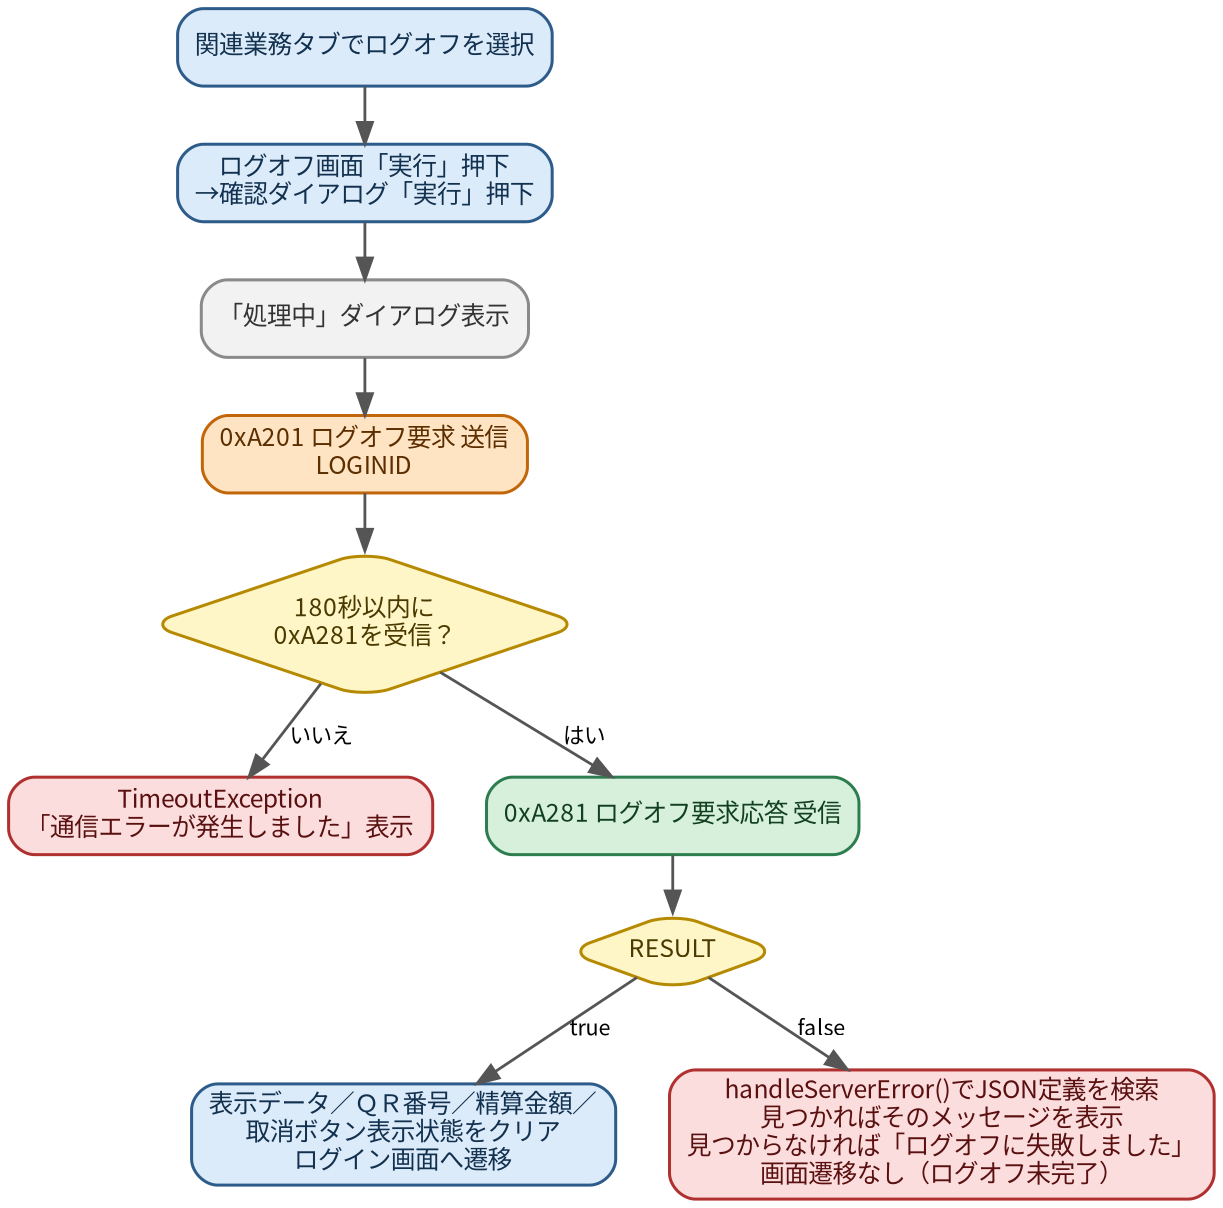 関連業務タブでログオフを選択
ログオフ画面「実行」押下
→確認ダイアログ「実行」押下
「処理中」ダイアログ表示
0xA201 ログオフ要求 送信
LOGINID
180秒以内に
0xA281を受信？
いいえ
はい
TimeoutException
「通信エラーが発生しました」表示
0xA281 ログオフ要求応答 受信
RESULT
true
false
表示データ／ＱＲ番号／精算金額／
取消ボタン表示状態をクリア
ログイン画面へ遷移
handleServerError()でJSON定義を検索
見つかればそのメッセージを表示
見つからなければ「ログオフに失敗しました」
画面遷移なし（ログオフ未完了）